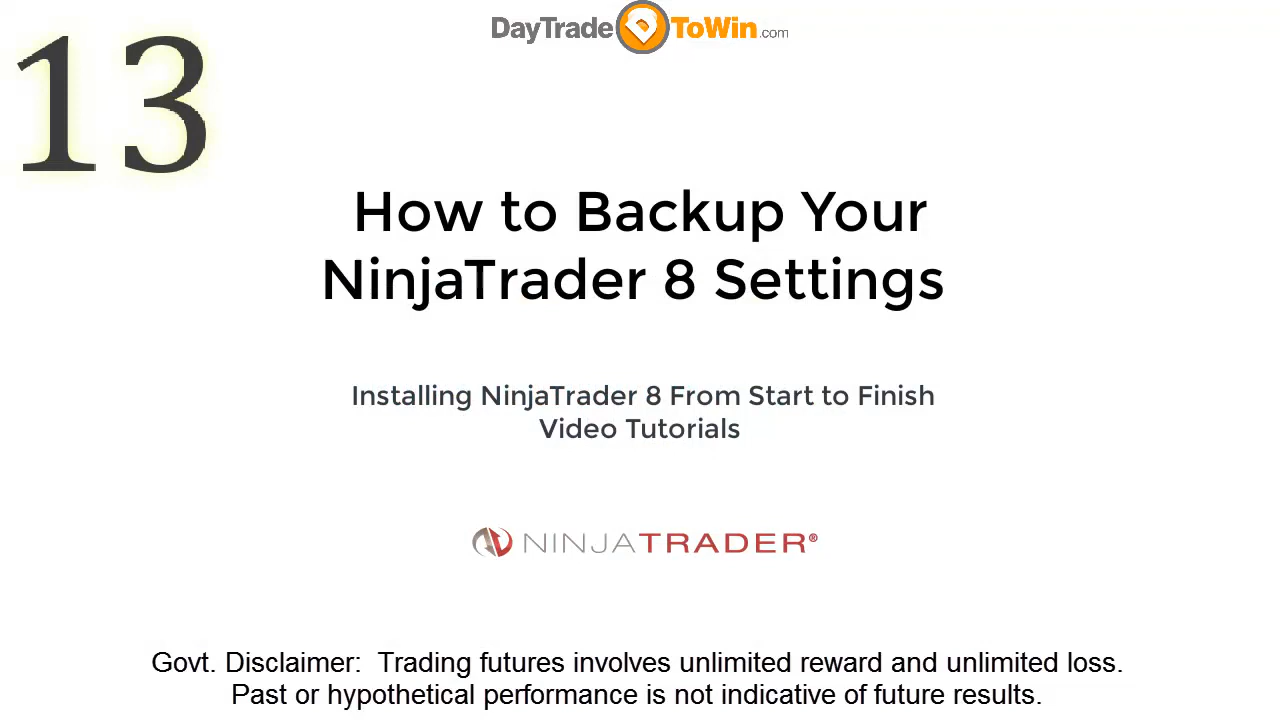 DayTradeToWin.com
13
How to Backup Your
NinjaTrader 8 Settings
Installing NinjaTrader 8 From Start to Finish
Video Tutorials
NINJATRADER®
Govt. Disclaimer:  Trading futures involves unlimited reward and unlimited loss.
Past or hypothetical performance is not indicative of future results.